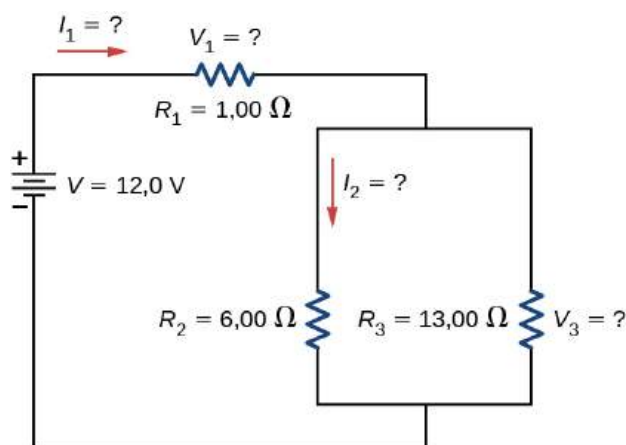 I₁ = ?
V₁ = ?
R₁ = 1,00 Ω
+
V = 12,0 V
−
I₂ = ?
R₂ = 6,00 Ω
R₃ = 13,00 Ω
V₃ = ?